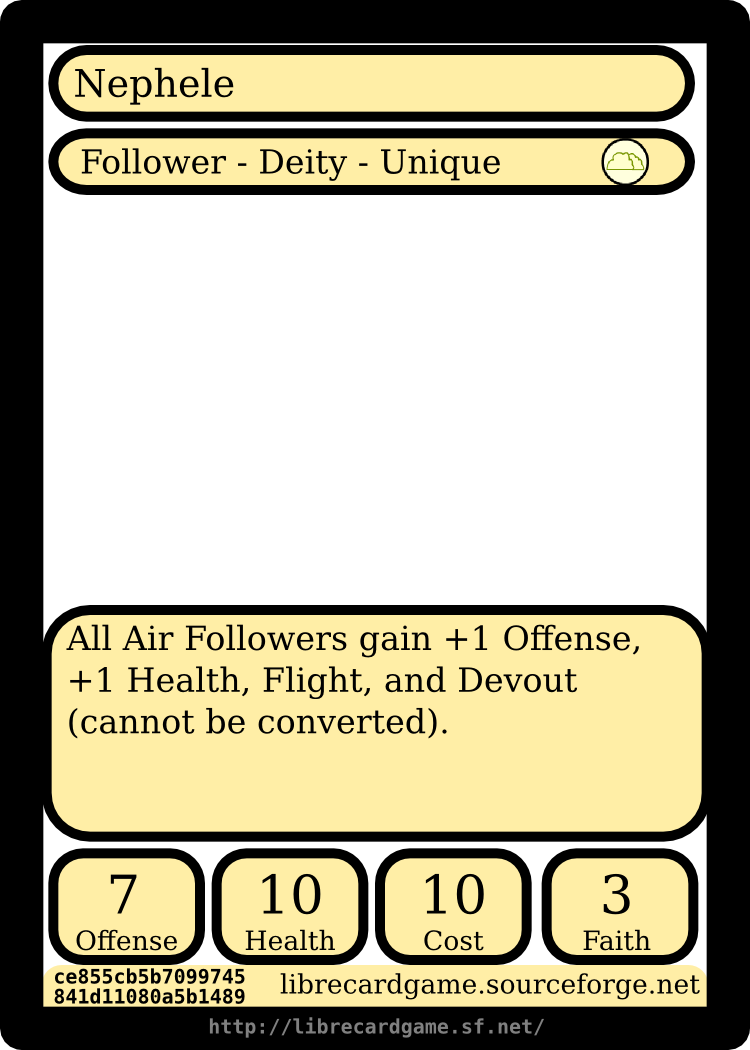 Nephele
Follower - Deity - Unique
All Air Followers gain +1 Offense,
+1 Health, Flight, and Devout
(cannot be converted).
7
Offense
10
Health
10
Cost
3
Faith
ce855cb5b7099745
841d11080a5b1489
librecardgame.sourceforge.net
http://librecardgame.sf.net/